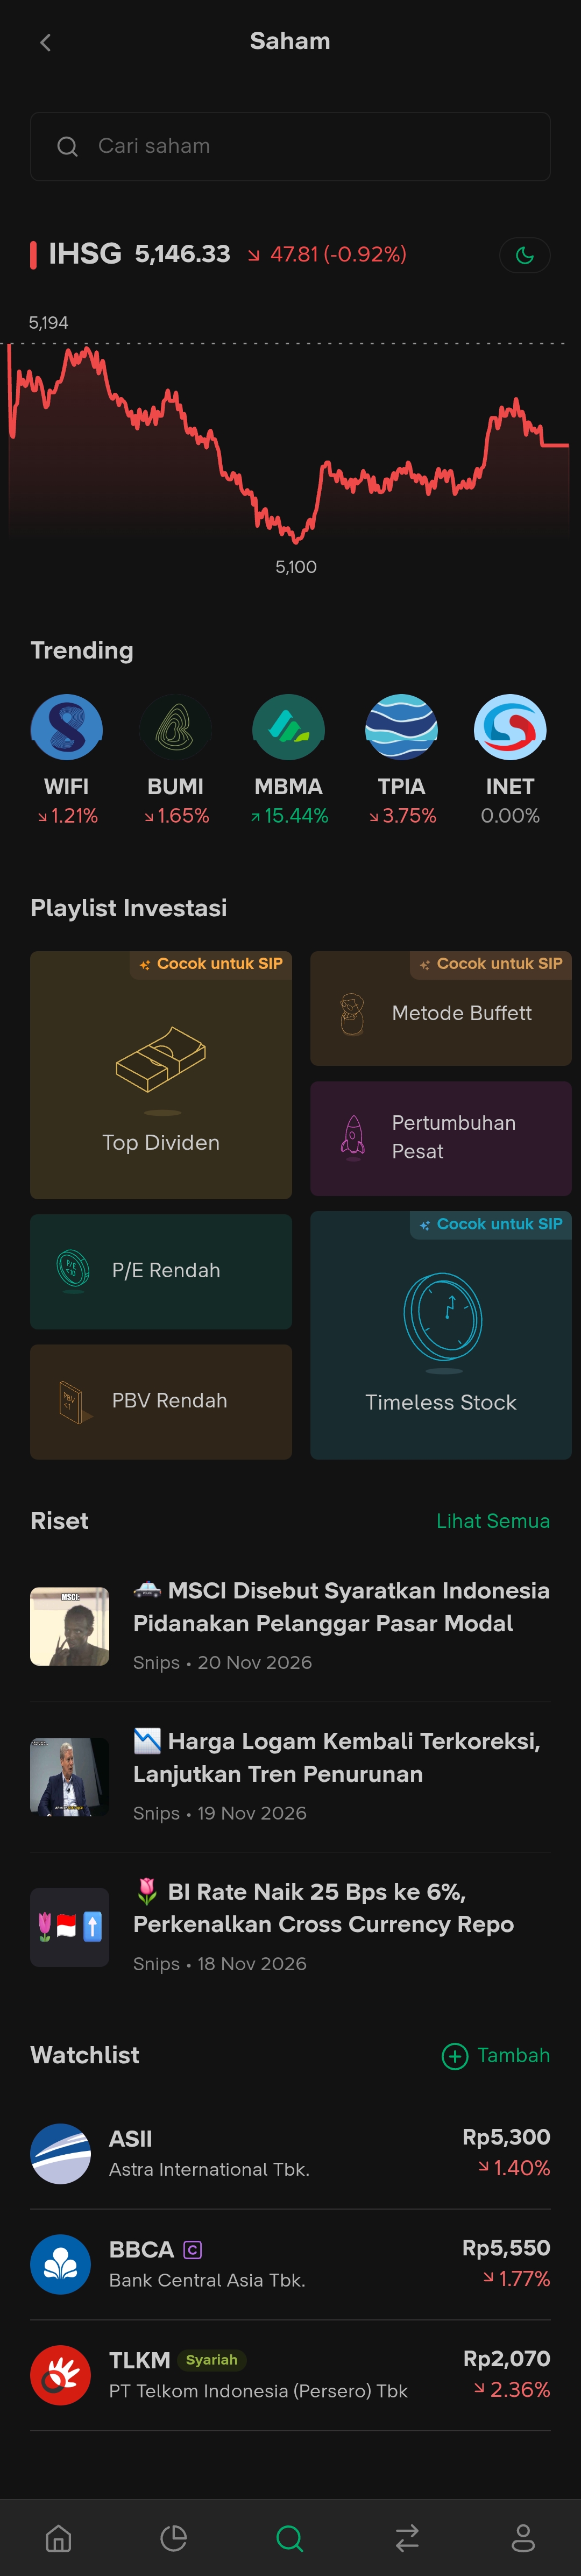 Saham
Cari saham
IHSG 5,146.33 ↘ 47.81 (-0.92%)
5,194
5,100
Trending
WIFI BUMI MBMA TPIA INET
↘1.21% ↘1.65% ↗15.44% ↘3.75% 0.00%
Playlist Investasi
Cocok untuk SIP
Top Dividen
Cocok untuk SIP
Metode Buffett
Pertumbuhan
Pesat
P/E
P/E Rendah
Cocok untuk SIP
Timeless Stock
PBV
<1
PBV Rendah
Riset Lihat Semua
MSCI:
🚓 MSCI Disebut Syaratkan Indonesia
Pidanakan Pelanggar Pasar Modal
Snips • 20 Nov 2026
📉 Harga Logam Kembali Terkoreksi,
Lanjutkan Tren Penurunan
Snips • 19 Nov 2026
🌷 BI Rate Naik 25 Bps ke 6%,
Perkenalkan Cross Currency Repo
Snips • 18 Nov 2026
Watchlist Tambah
ASII Rp5,300
Astra International Tbk. ↘1.40%
BBCA C Rp5,550
Bank Central Asia Tbk. ↘1.77%
TLKM Syariah Rp2,070
PT Telkom Indonesia (Persero) Tbk ↘2.36%